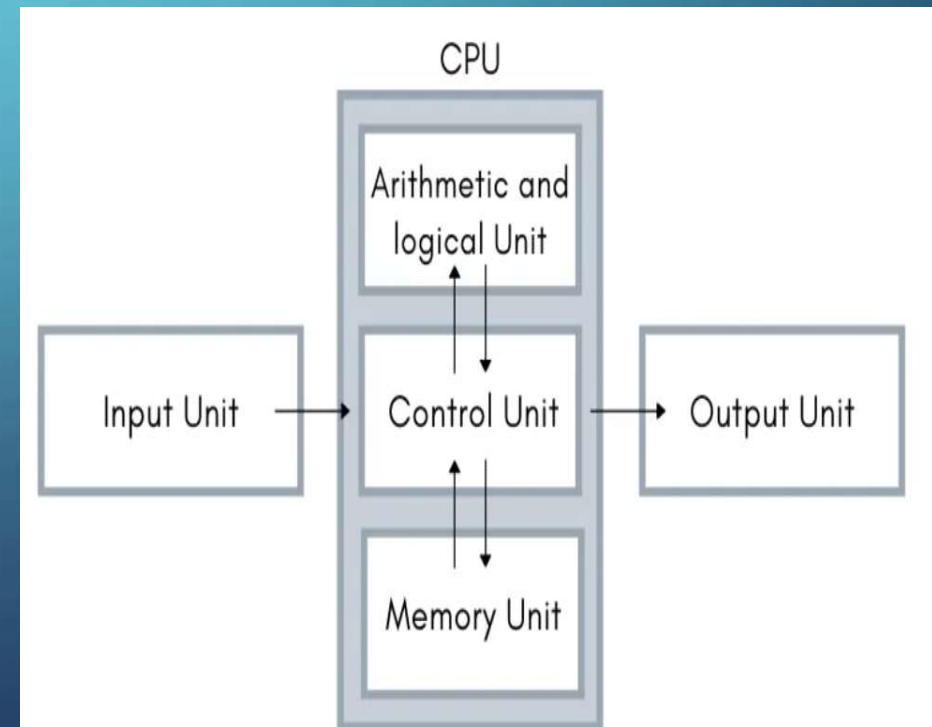 CPU
Arithmetic and
logical Unit
Input Unit
Control Unit
Output Unit
Memory Unit